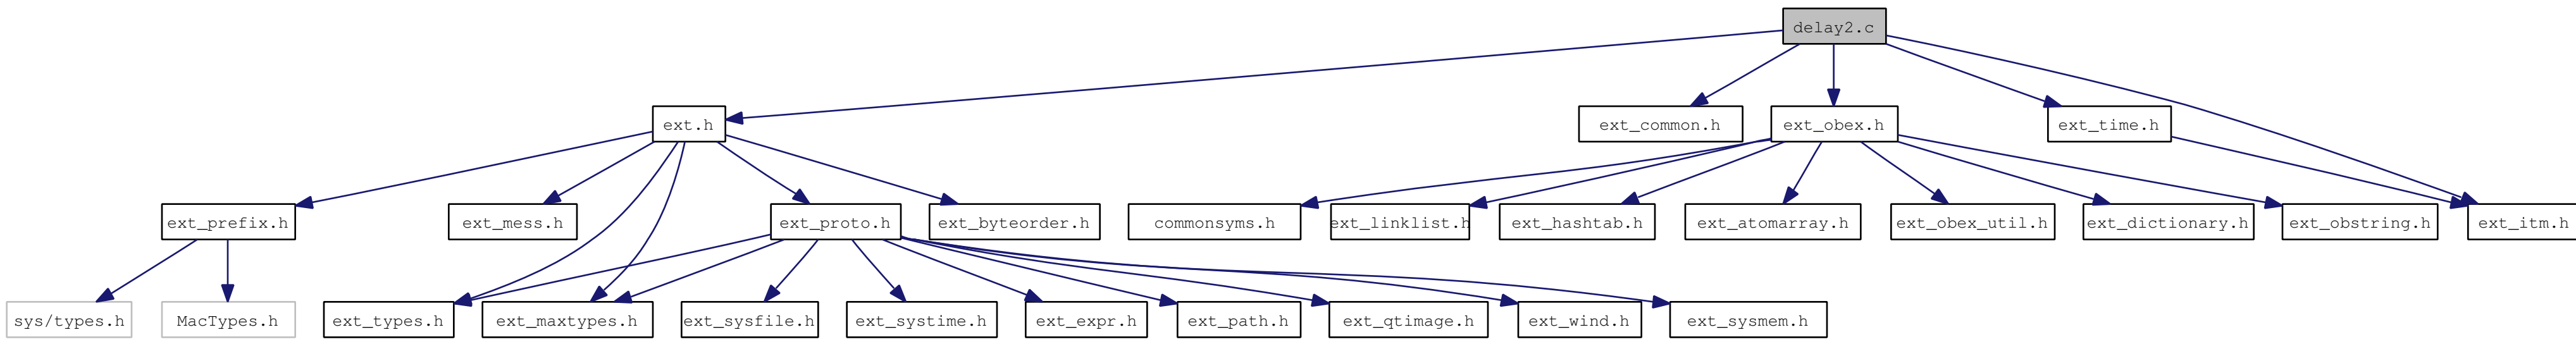 delay2.c
ext.h
ext_common.h
ext_obex.h
ext_time.h
ext_prefix.h
ext_mess.h
ext_proto.h
ext_byteorder.h
commonsyms.h
ext_linklist.h
ext_hashtab.h
ext_atomarray.h
ext_obex_util.h
ext_dictionary.h
ext_obstring.h
ext_itm.h
sys/types.h
MacTypes.h
ext_types.h
ext_maxtypes.h
ext_sysfile.h
ext_systime.h
ext_expr.h
ext_path.h
ext_qtimage.h
ext_wind.h
ext_sysmem.h